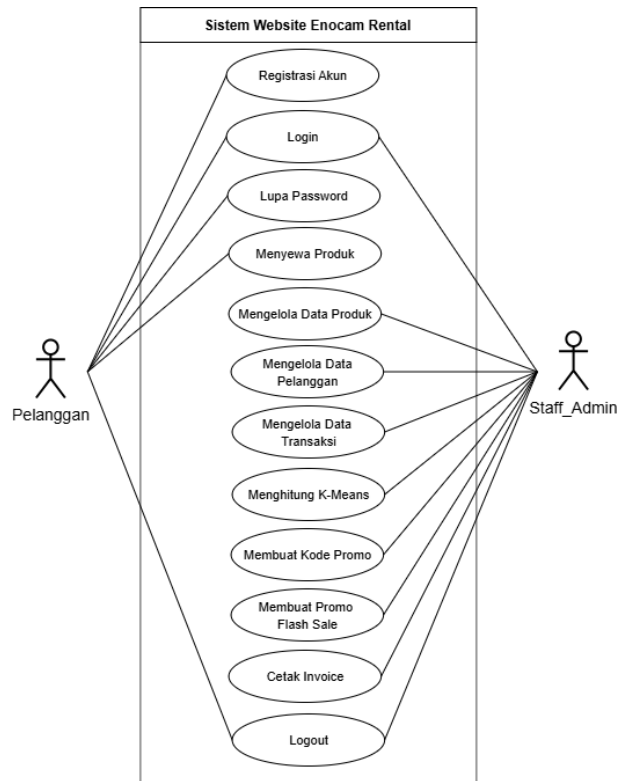 Sistem Website Enocam Rental
Registrasi Akun
Login
Lupa Password
Menyewa Produk
Mengelola Data Produk
Mengelola Data
Pelanggan
Mengelola Data
Transaksi
Menghitung K-Means
Membuat Kode Promo
Membuat Promo
Flash Sale
Cetak Invoice
Logout
Pelanggan
Staff_Admin